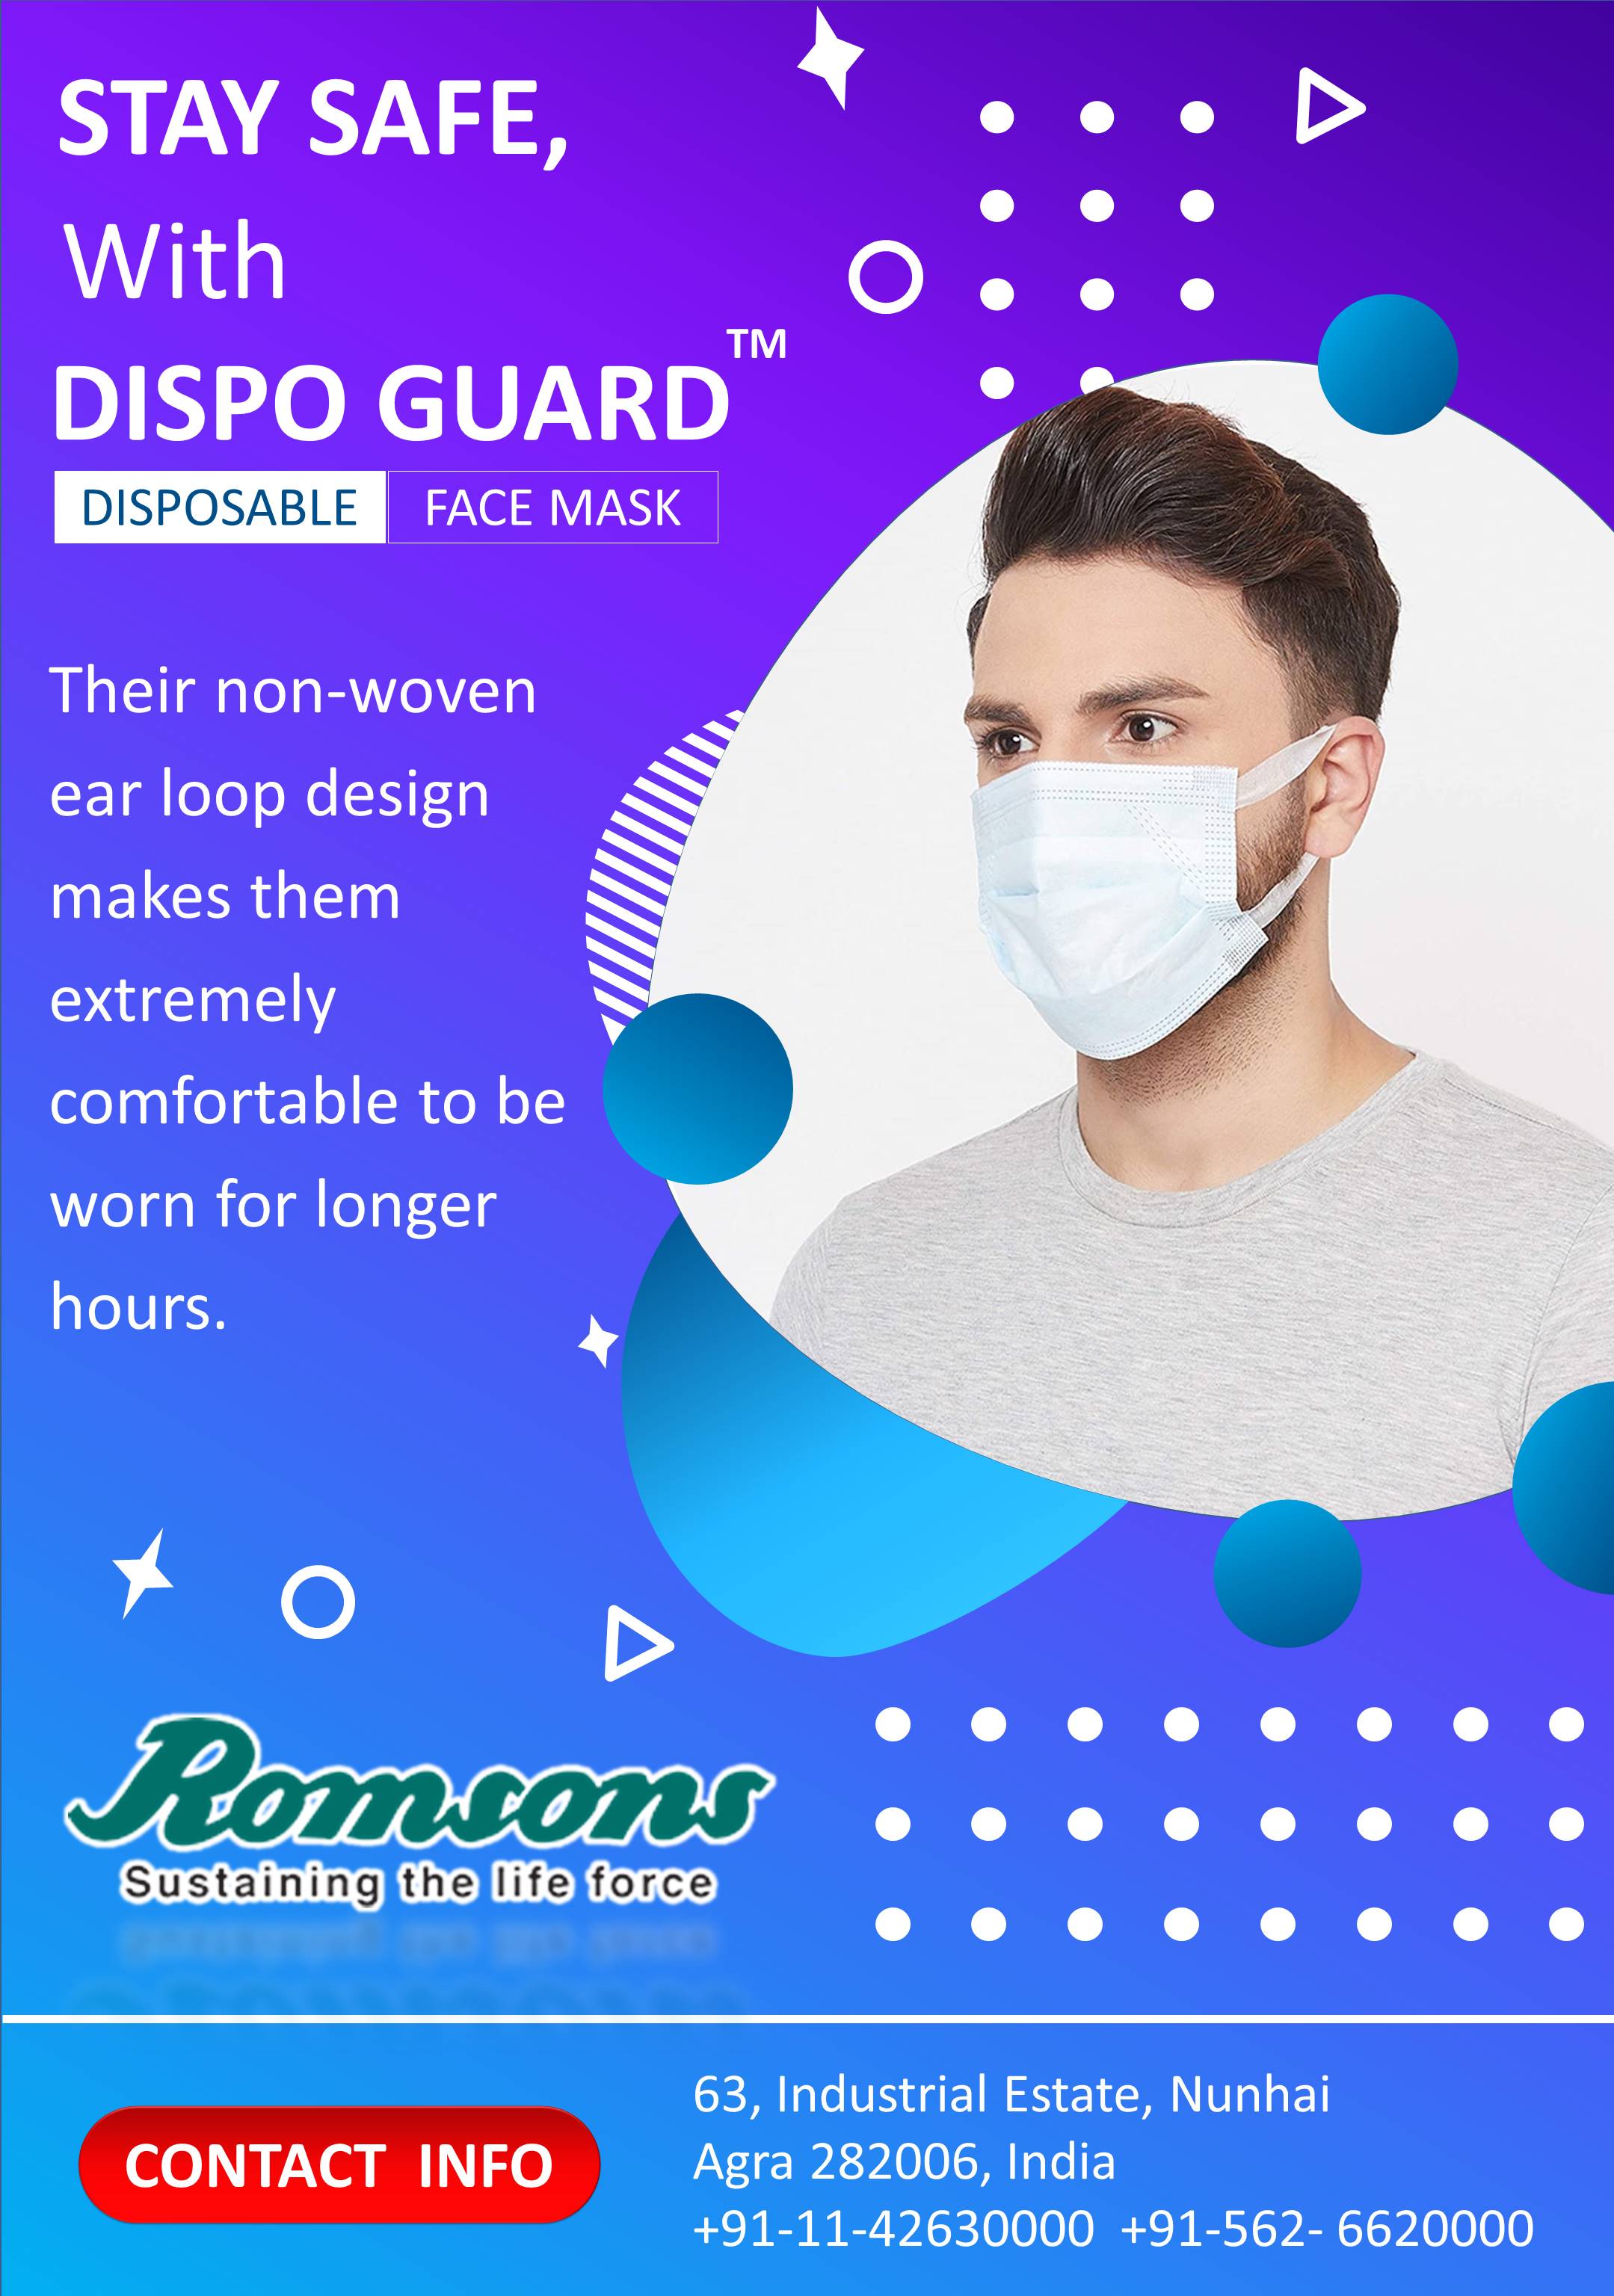 STAY SAFE,
With
DISPO GUARD™
DISPOSABLE FACE MASK
Their non-woven
ear loop design
makes them
extremely
comfortable to be
worn for longer
hours.
Romsons
Sustaining the life force
CONTACT INFO
63, Industrial Estate, Nunhai
Agra 282006, India
+91-11-42630000 +91-562- 6620000